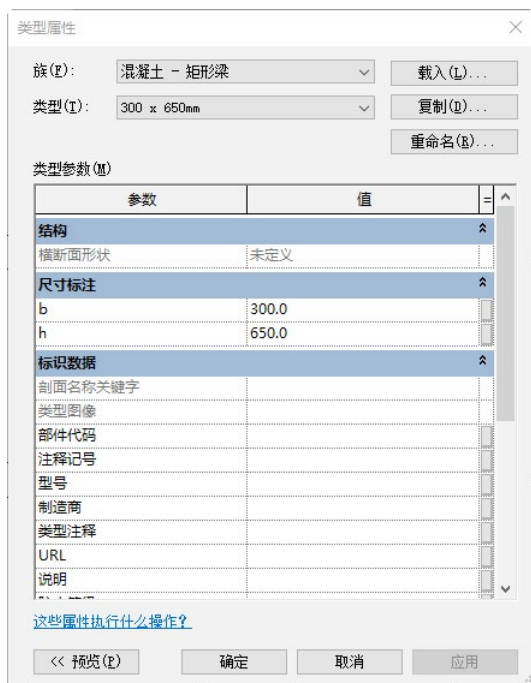 类型属性
族(F): 混凝土 - 矩形梁 载入(L)...
类型(T): 300 x 650mm 复制(D)...
重命名(R)...
类型参数(M)
参数 值 =
结构
横断面形状 未定义
尺寸标注
b 300.0
h 650.0
标识数据
剖面名称关键字
类型图像
部件代码
注释记号
型号
制造商
类型注释
URL
说明
这些属性执行什么操作?
<< 预览(P) 确定 取消 应用